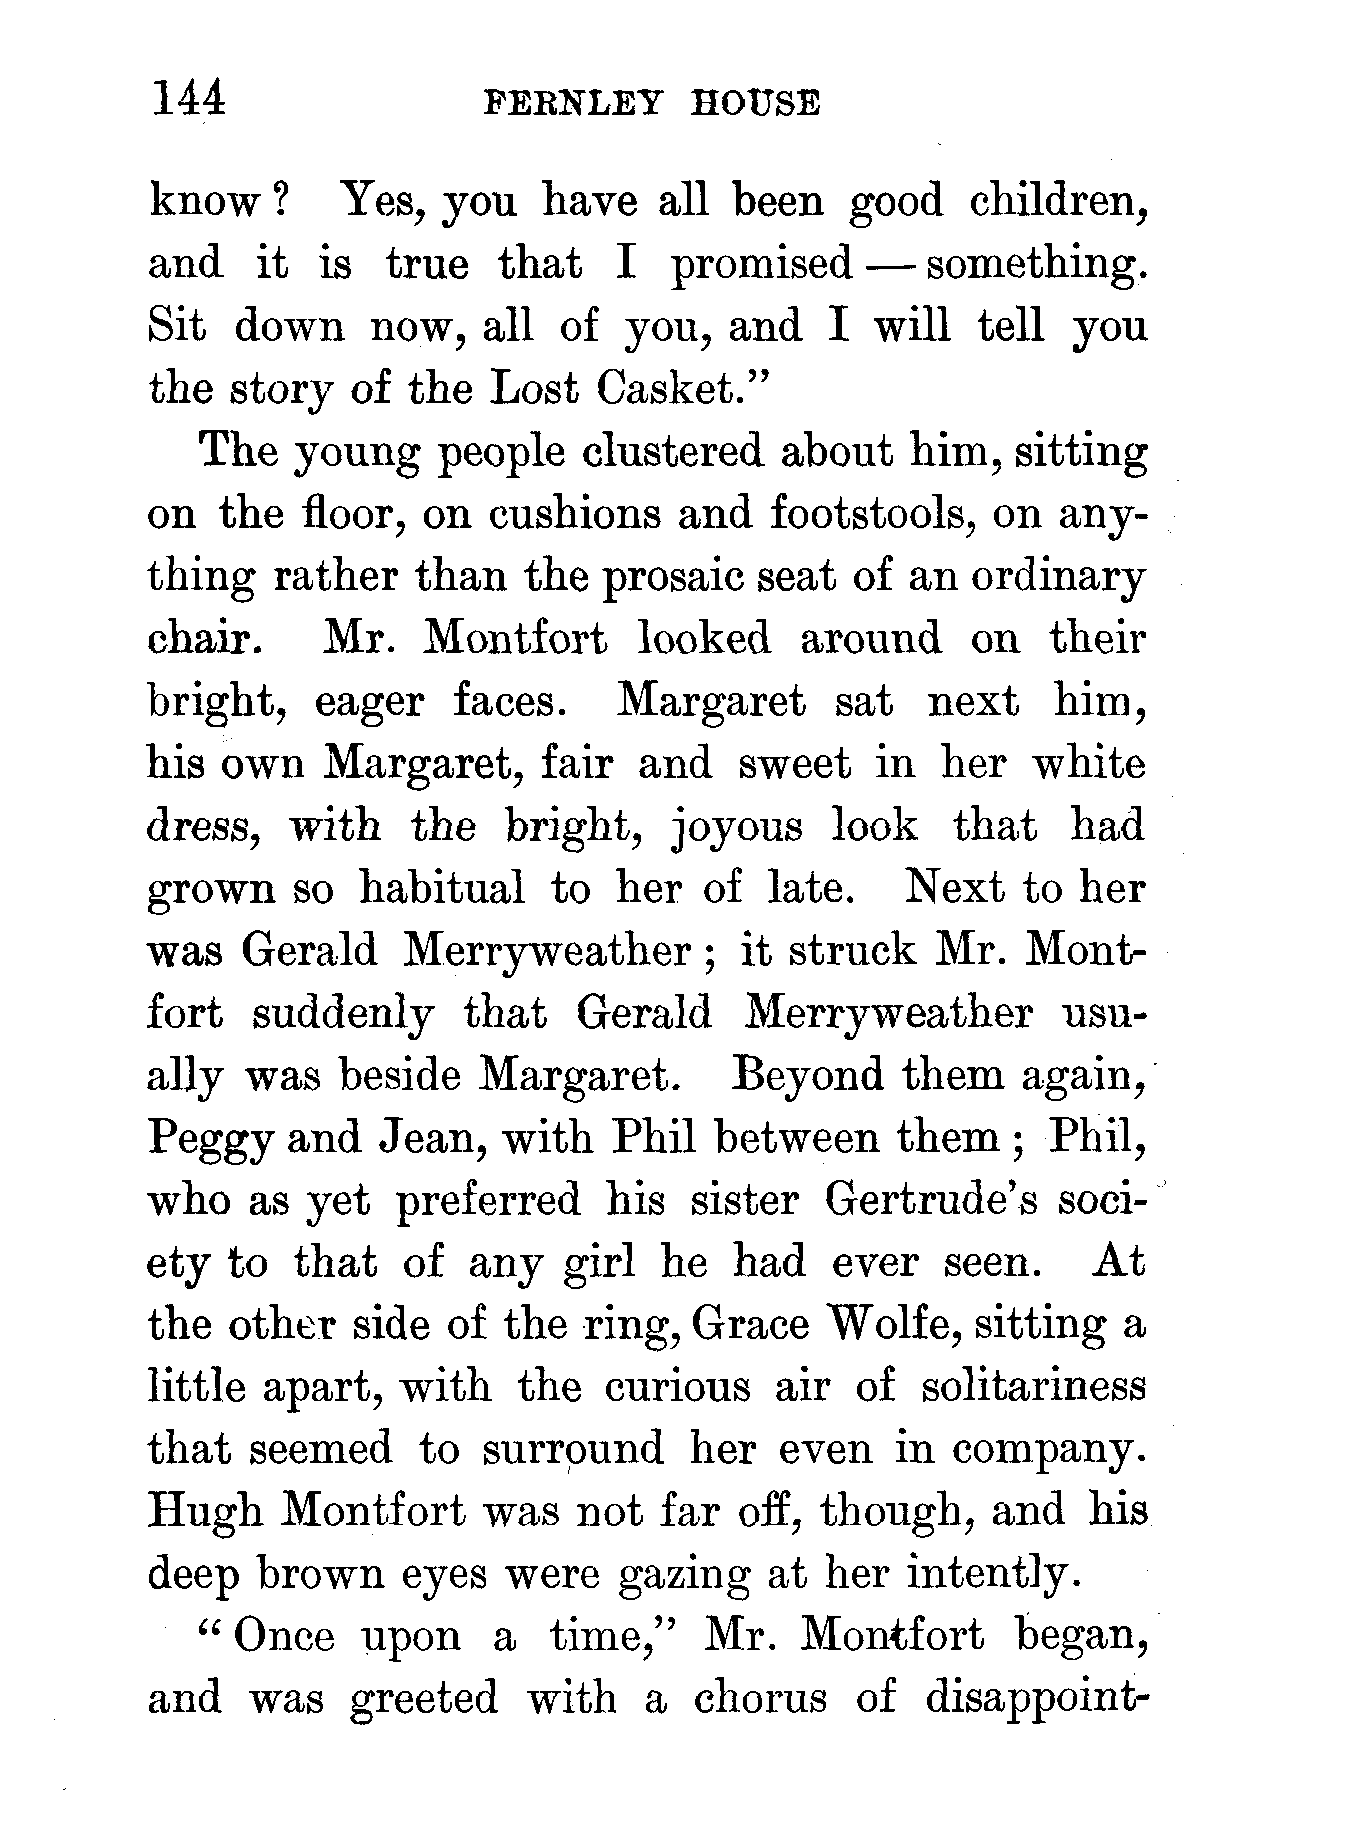 144 FERNLEY HOUSE
know? Yes, you have all been good children,
and it is true that I promised — something.
Sit down now, all of you, and I will tell you
the story of the Lost Casket."
The young people clustered about him, sitting
on the floor, on cushions and footstools, on any-
thing rather than the prosaic seat of an ordinary
chair. Mr. Montfort looked around on their
bright, eager faces. Margaret sat next him,
his own Margaret, fair and sweet in her white
dress, with the bright, joyous look that had
grown so habitual to her of late. Next to her
was Gerald Merryweather; it struck Mr. Mont-
fort suddenly that Gerald Merryweather usu-
ally was beside Margaret. Beyond them again,
Peggy and Jean, with Phil between them; Phil,
who as yet preferred his sister Gertrude's soci-
ety to that of any girl he had ever seen. At
the other side of the ring, Grace Wolfe, sitting a
little apart, with the curious air of solitariness
that seemed to surround her even in company.
Hugh Montfort was not far off, though, and his
deep brown eyes were gazing at her intently.
"Once upon a time," Mr. Montfort began,
and was greeted with a chorus of disappoint-